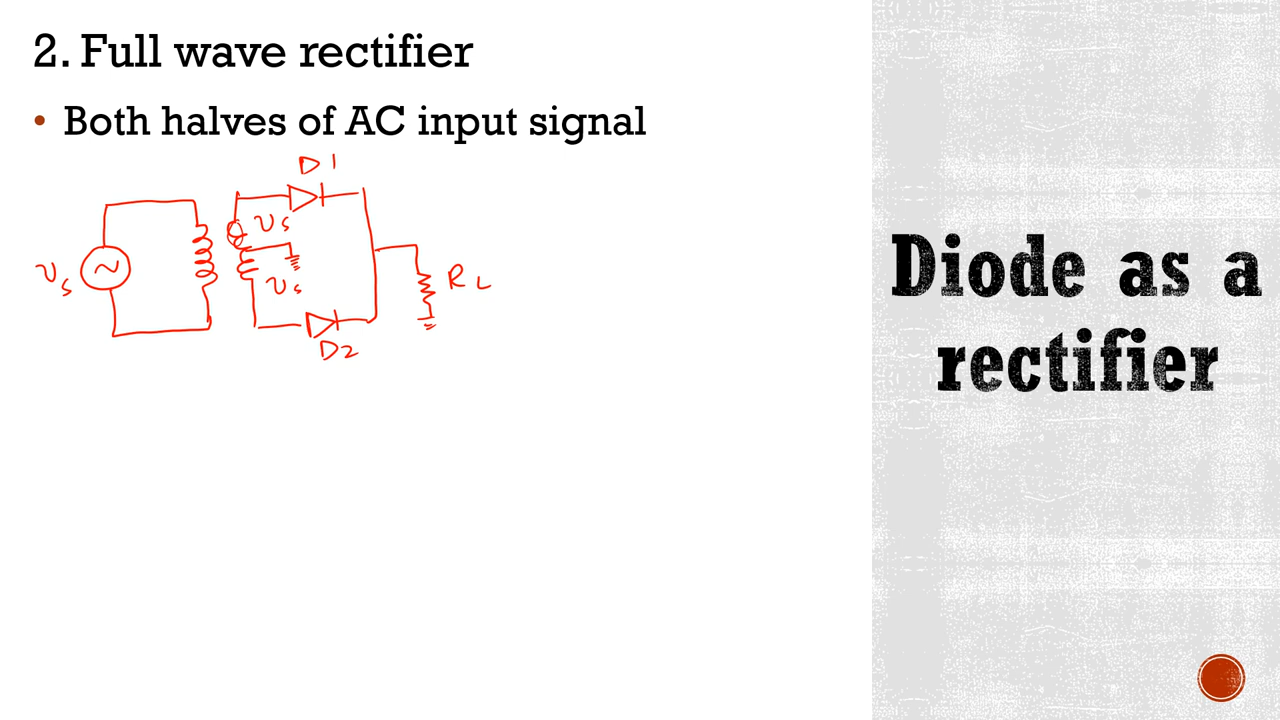 2. Full wave rectifier
• Both halves of AC input signal
D1
vs
vs
vs
RL
D2
Diode as a
rectifier